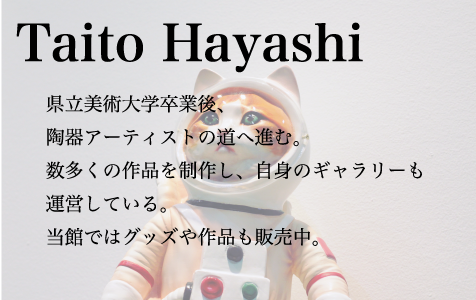 Taito Hayashi
県立美術大学卒業後、
陶器アーティストの道へ進む。
数多くの作品を制作し、自身のギャラリーも
運営している。
当館ではグッズや作品も販売中。